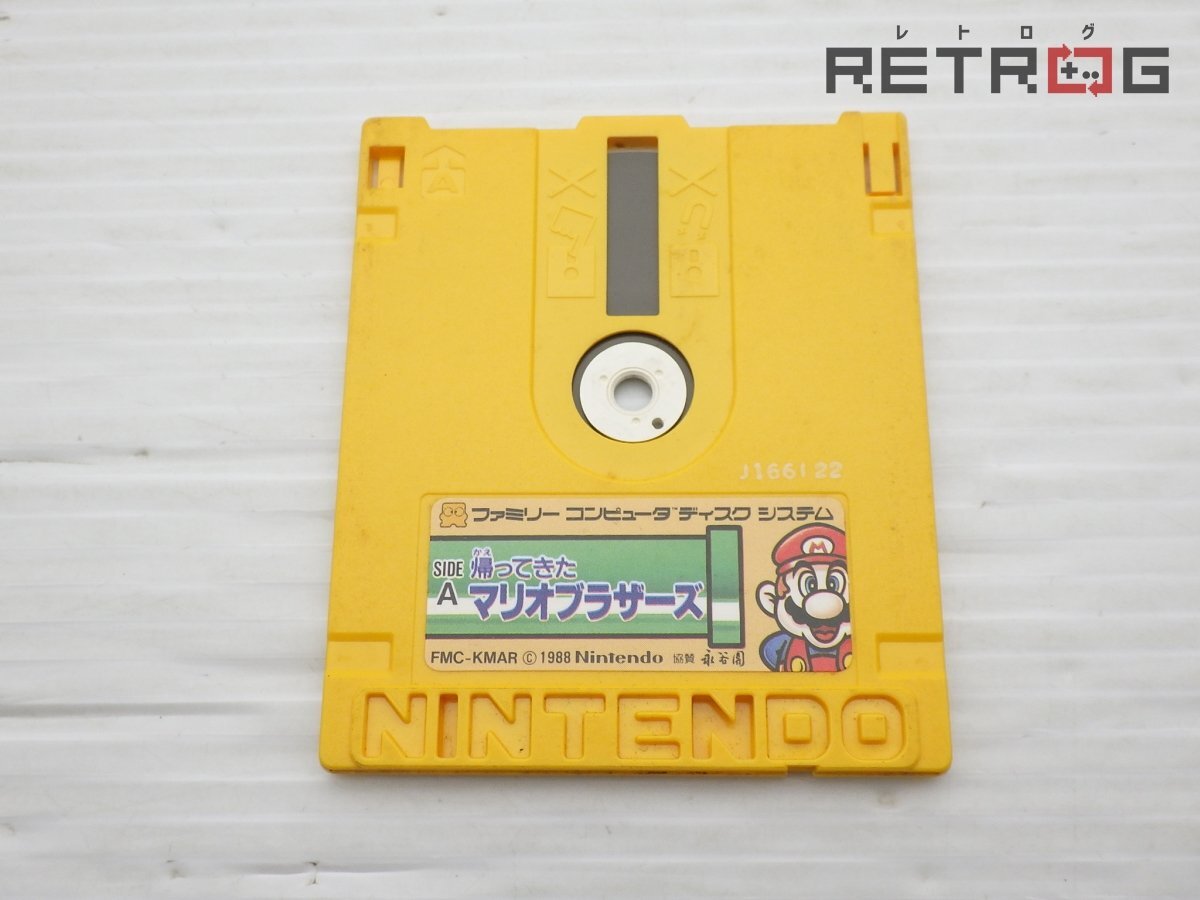 レトログ
RETROG
A
J166122
ファミリー コンピュータ™ ディスク システム
SIDE A
かえ
帰ってきた
マリオブラザーズ
M
FMC-KMAR © 1988 Nintendo 協賛 永谷園
NINTENDO